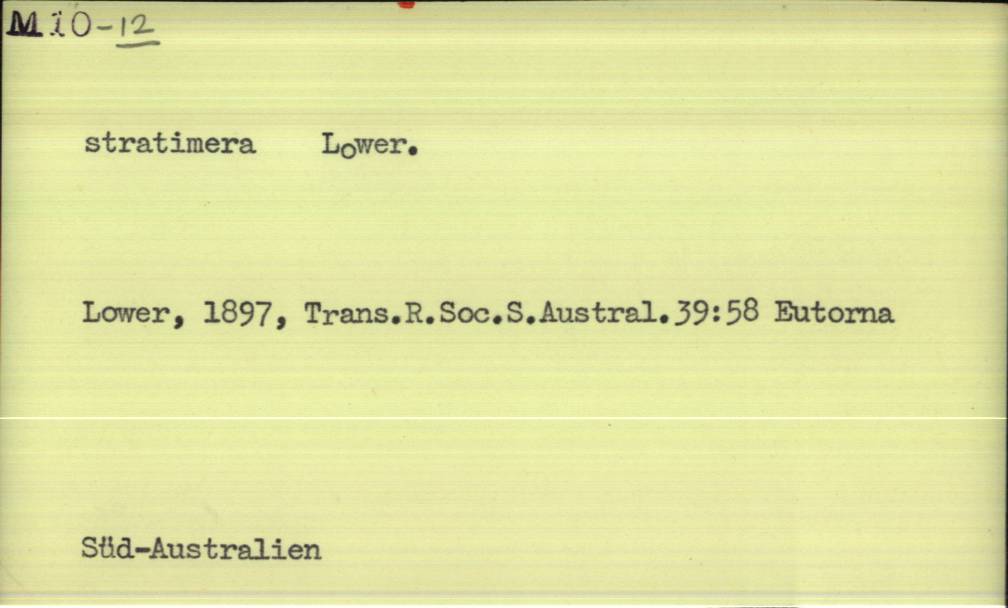 M10-12
stratimera Lower.
Lower, 1897, Trans.R.Soc.S.Austral.39:58 Eutorna
Süd-Australien